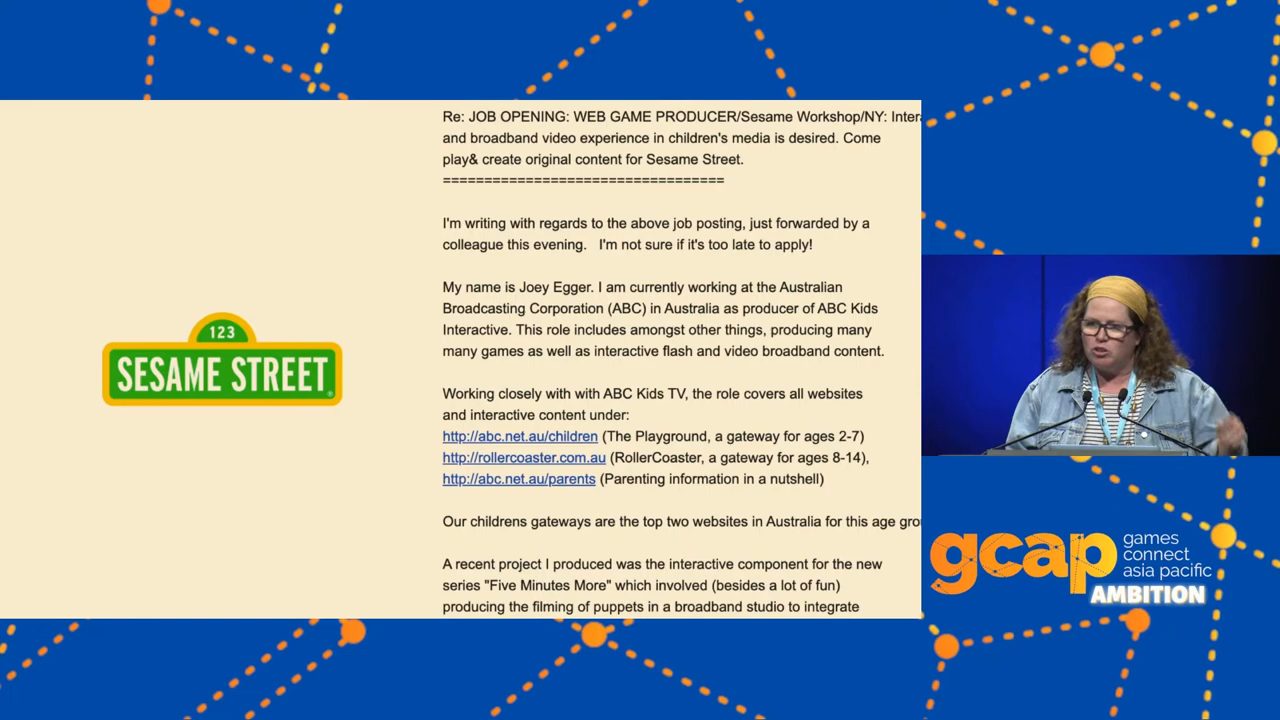 Re: JOB OPENING: WEB GAME PRODUCER/Sesame Workshop/NY:
and broadband video experience in children's media is desired. Come
play& create original content for Sesame Street.
=================================
I'm writing with regards to the above job posting, just forwarded by a
colleague this evening.   I'm not sure if it's too late to apply!
My name is Joey Egger. I am currently working at the Australian
Broadcasting Corporation (ABC) in Australia as producer of ABC Kids
Interactive. This role includes amongst other things, producing many
many games as well as interactive flash and video broadband content.
Working closely with with ABC Kids TV, the role covers all websites
and interactive content under:
http://abc.net.au/children (The Playground, a gateway for ages 2-7)
http://rollercoaster.com.au (RollerCoaster, a gateway for ages 8-14),
http://abc.net.au/parents (Parenting information in a nutshell)
Our childrens gateways are the top two websites in Australia for this age
A recent project I produced was the interactive component for the new
series "Five Minutes More" which involved (besides a lot of fun)
producing the filming of puppets in a broadband studio to integrate
123
SESAME STREET
gcap
games
connect
asia pacific
AMBITION